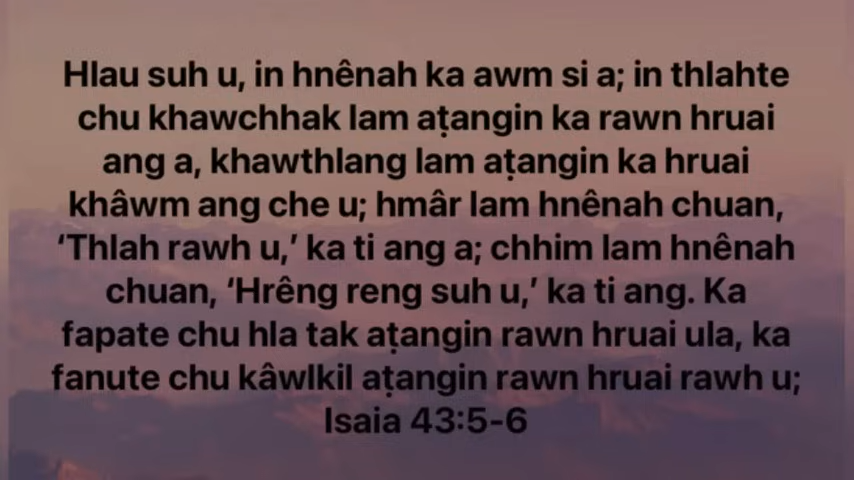 Hlau suh u, in hnênah ka awm si a; in thlahte
chu khawchhak lam aṭangin ka rawn hruai
ang a, khawthlang lam aṭangin ka hruai
khâwm ang che u; hmâr lam hnênah chuan,
‘Thlah rawh u,’ ka ti ang a; chhim lam hnênah
chuan, ‘Hrêng reng suh u,’ ka ti ang. Ka
fapate chu hla tak aṭangin rawn hruai ula, ka
fanute chu kâwlkil aṭangin rawn hruai rawh u;
Isaia 43:5-6